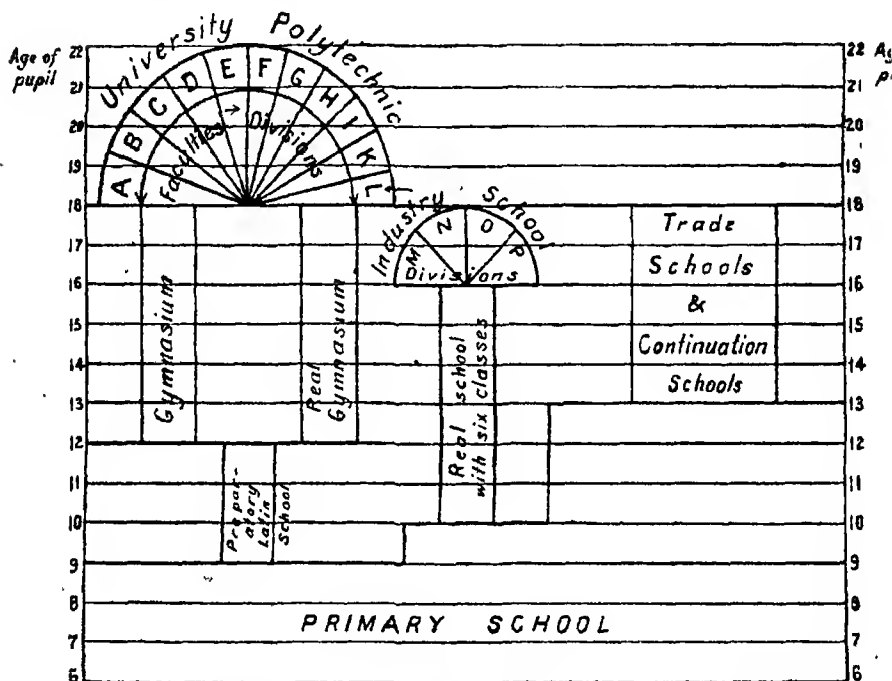 Age of
pupil
22
21
20
19
18
17
16
15
14
13
12
11
10
9
8
7
6
University Polytechnic
A B C D E F G H I K L
Faculties Divisions
Gymnasium
Real
Gymnasium
Prepar-
atory
Latin
School
Industry School
M N O P
Divisions
Real school
with six classes
Trade
Schools
&
Continuation
Schools
PRIMARY SCHOOL
22 Ag
21 p
20
19
18
17
16
15
14
13
12
11
10
9
8
7
6